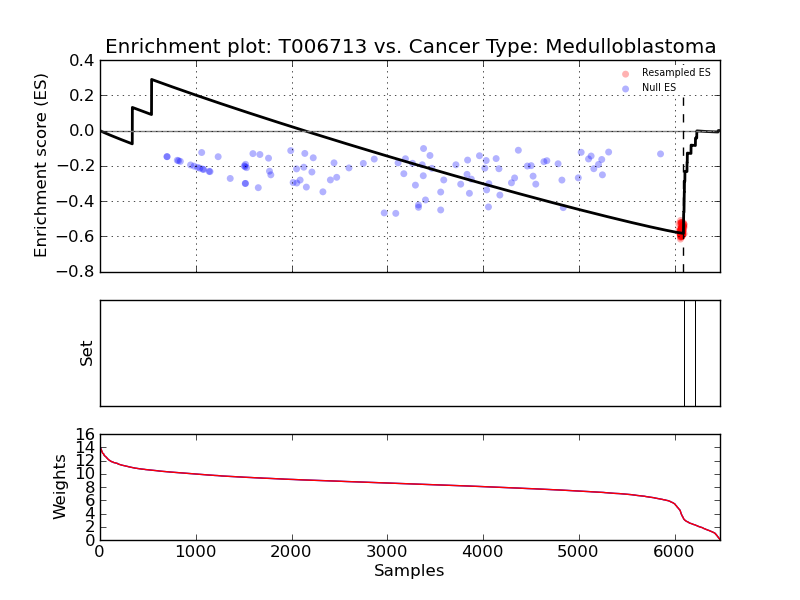 Enrichment plot: T006713 vs. Cancer Type: Medulloblastoma
Enrichment score (ES)
0.4
0.2
0.0
−0.2
−0.4
−0.6
−0.8
Resampled ES
Null ES
Set
Weights
16
14
12
10
8
6
4
2
0
0 1000 2000 3000 4000 5000 6000
Samples